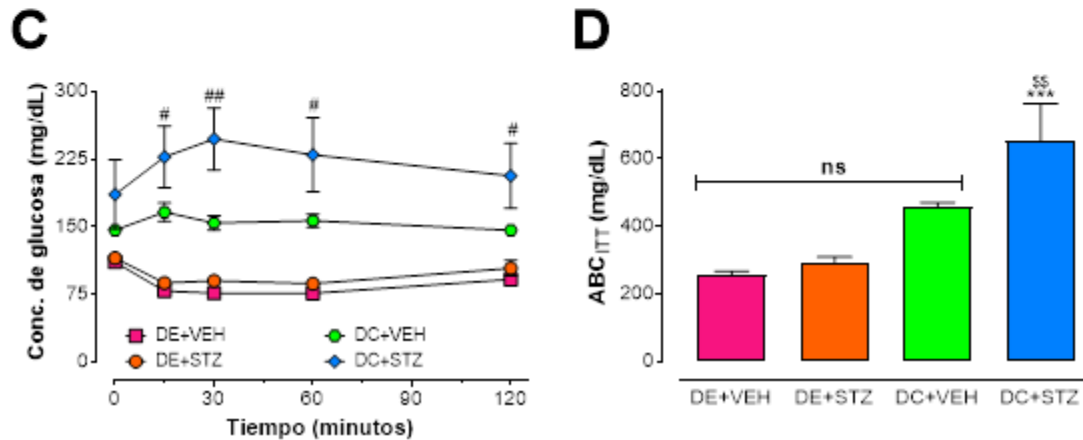 C
Conc. de glucosa (mg/dL)
300
225
150
75
0
#
##
#
#
DE+VEH
DE+STZ
DC+VEH
DC+STZ
0
30
60
90
120
Tiempo (minutos)
D
ABC_ITT (mg/dL)
800
600
400
200
0
ns
$$
***
DE+VEH
DE+STZ
DC+VEH
DC+STZ